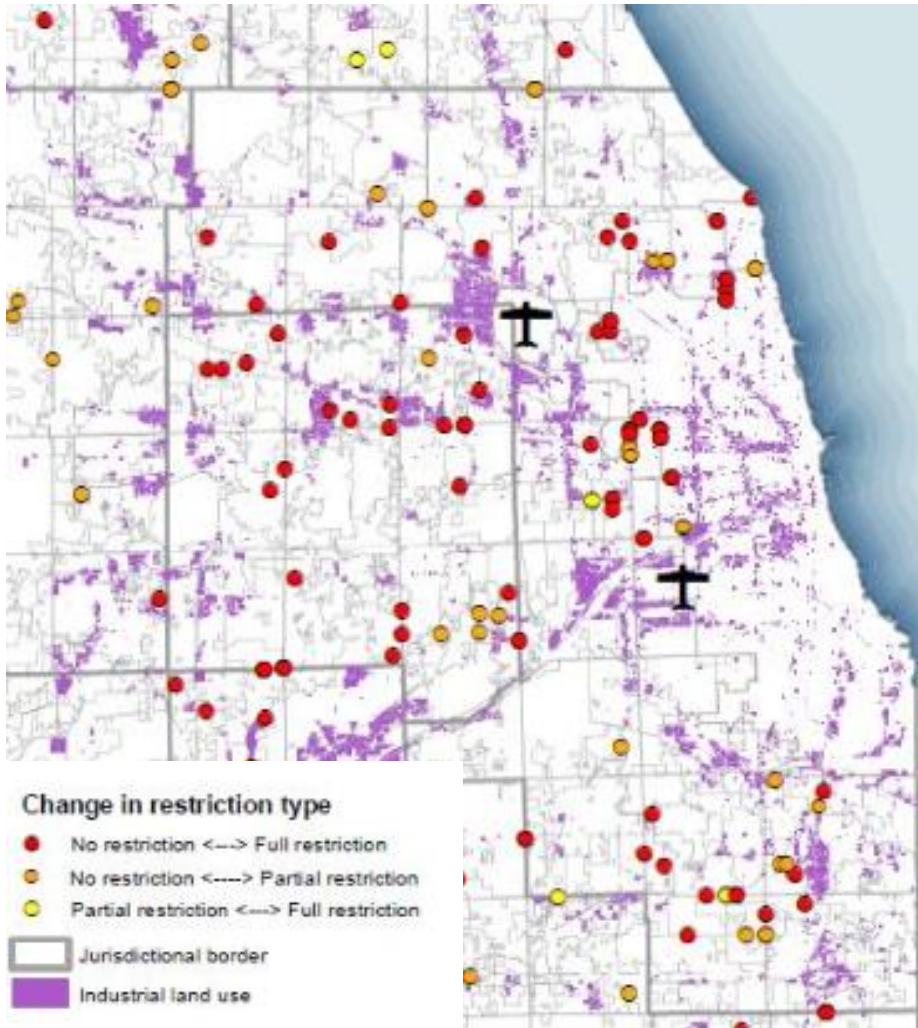 Change in restriction type
No restriction <---> Full restriction
No restriction <----> Partial restriction
Partial restriction <---> Full restriction
Jurisdictional border
Industrial land use